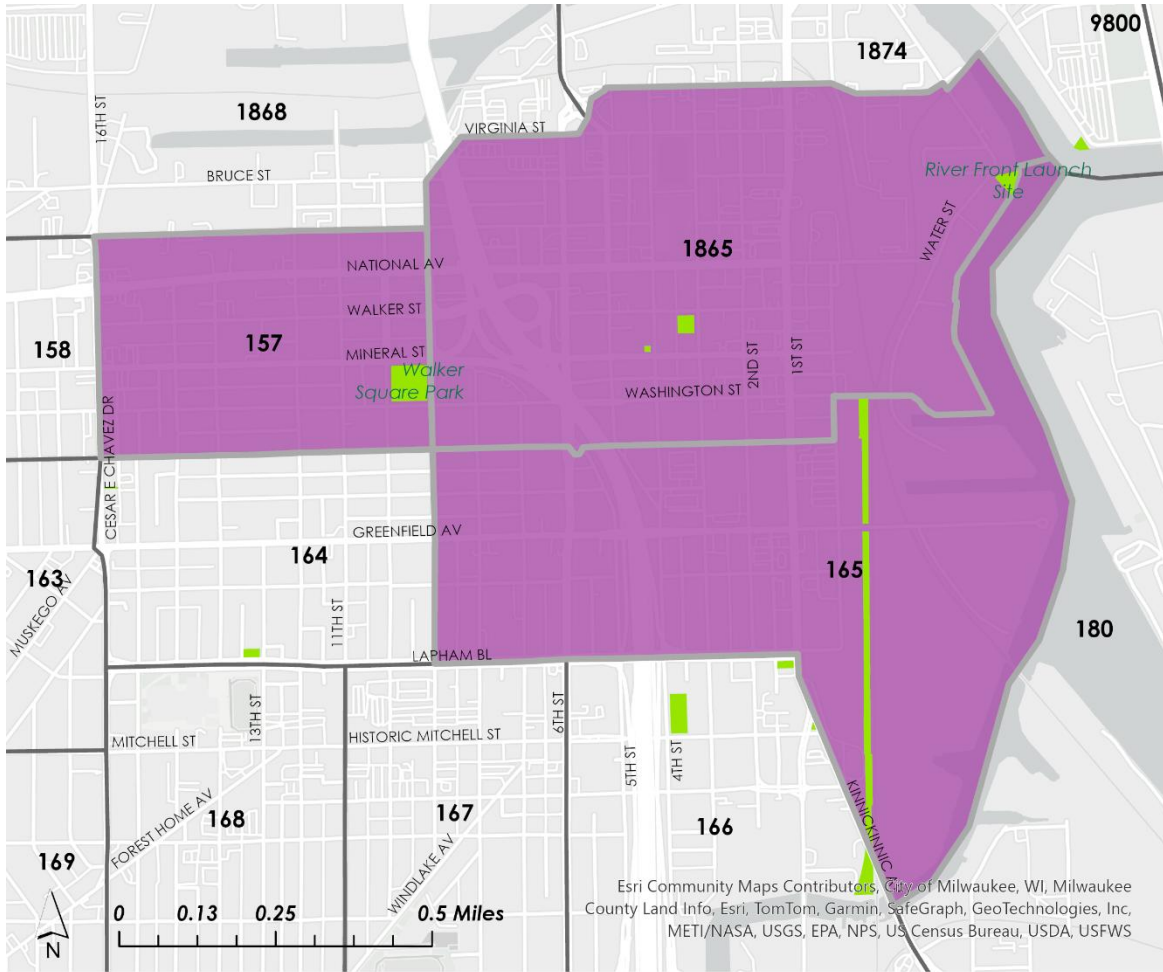 9800
1874
16TH ST
1868
VIRGINIA ST
BRUCE ST
River Front Launch
Site
WATER ST
1865
NATIONAL AV
WALKER ST
157
158
MINERAL ST
Walker
Square Park
2ND ST
1ST ST
WASHINGTON ST
CESAR E CHAVEZ DR
GREENFIELD AV
164
165
163
MUSKEGO AV
11TH ST
180
LAPHAM BL
13TH ST
6TH ST
MITCHELL ST
HISTORIC MITCHELL ST
5TH ST
4TH ST
KINNICKINNIC
168
167
166
FOREST HOME AV
169
WINDLAKE AV
N
0
0.13
0.25
0.5 Miles
Esri Community Maps Contributors, City of Milwaukee, WI, Milwaukee
County Land Info, Esri, TomTom, Garmin, SafeGraph, GeoTechnologies, Inc,
METI/NASA, USGS, EPA, NPS, US Census Bureau, USDA, USFWS